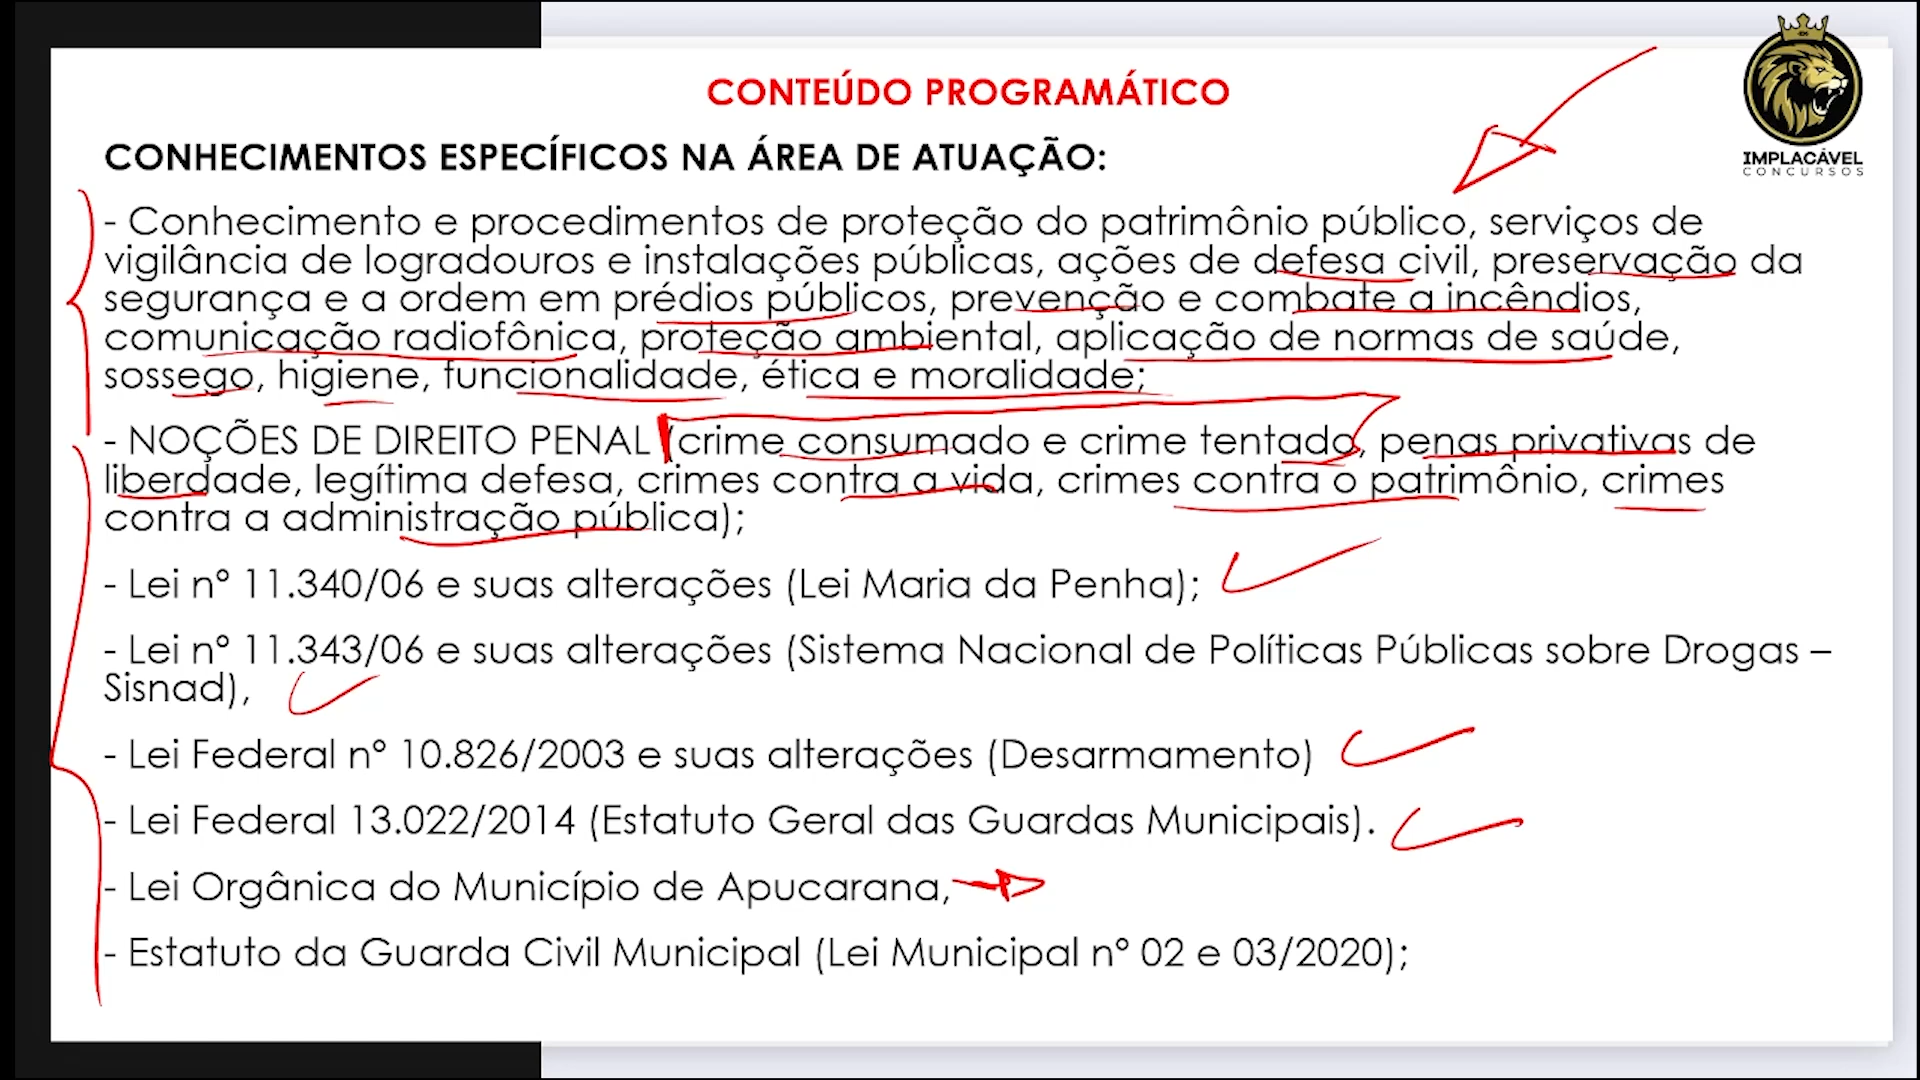 CONTEÚDO PROGRAMÁTICO
IMPLACÁVEL
CONCURSOS
CONHECIMENTOS ESPECÍFICOS NA ÁREA DE ATUAÇÃO:
- Conhecimento e procedimentos de proteção do patrimônio público, serviços de
vigilância de logradouros e instalações públicas, ações de defesa civil, preservação da
segurança e a ordem em prédios públicos, prevenção e combate a incêndios,
comunicação radiofônica, proteção ambiental, aplicação de normas de saúde,
sossego, higiene, funcionalidade, ética e moralidade;
- NOÇÕES DE DIREITO PENAL (crime consumado e crime tentado, penas privativas de
liberdade, legítima defesa, crimes contra a vida, crimes contra o patrimônio, crimes
contra a administração pública);
- Lei nº 11.340/06 e suas alterações (Lei Maria da Penha);
- Lei nº 11.343/06 e suas alterações (Sistema Nacional de Políticas Públicas sobre Drogas –
Sisnad),
- Lei Federal nº 10.826/2003 e suas alterações (Desarmamento)
- Lei Federal 13.022/2014 (Estatuto Geral das Guardas Municipais).
- Lei Orgânica do Município de Apucarana,
- Estatuto da Guarda Civil Municipal (Lei Municipal nº 02 e 03/2020);